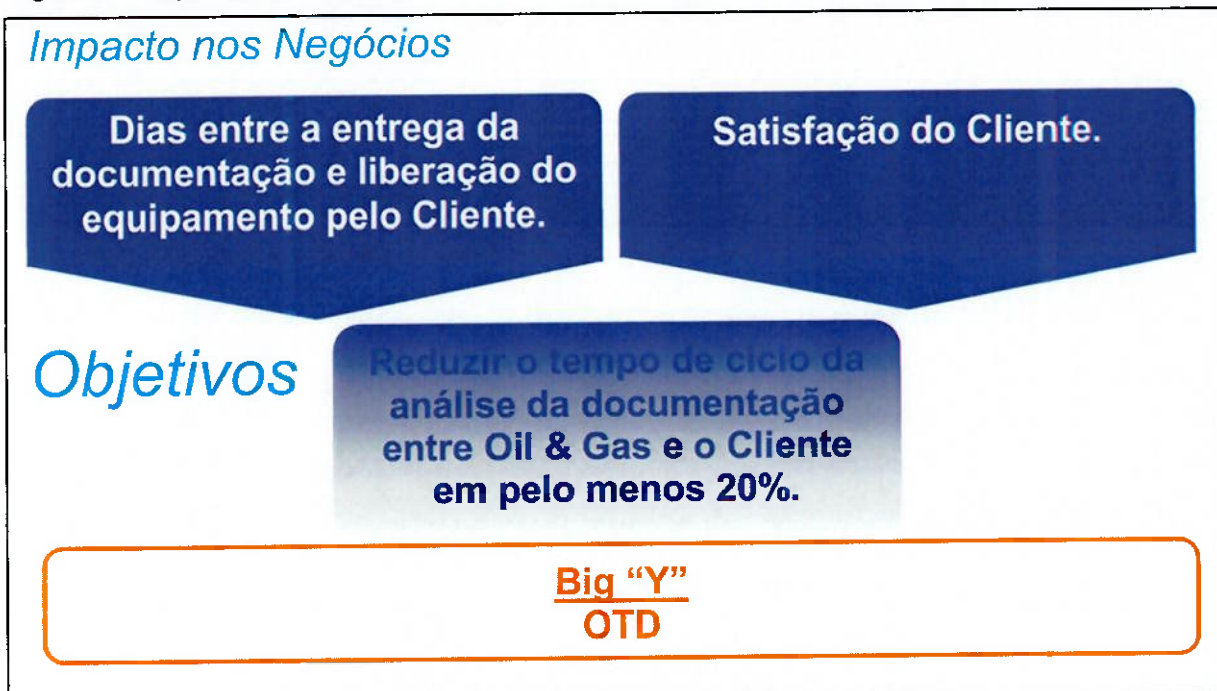 Impacto nos Negócios
Dias entre a entrega da
documentação e liberação do
equipamento pelo Cliente.
Satisfação do Cliente.
Objetivos
Reduzir o tempo de ciclo da
análise da documentação
entre Oil & Gas e o Cliente
em pelo menos 20%.
Big “Y”
OTD